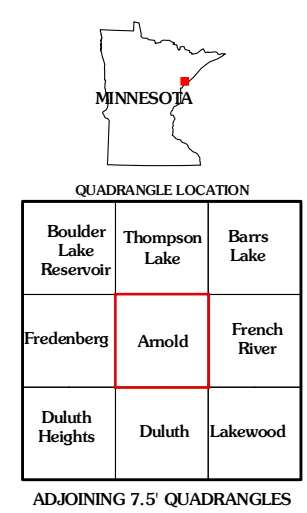 MINNESOTA
QUADRANGLE LOCATION
Boulder
Lake
Reservoir
Thompson
Lake
Barrs
Lake
Fredenberg
Arnold
French
River
Duluth
Heights
Duluth
Lakewood
ADJOINING 7.5' QUADRANGLES